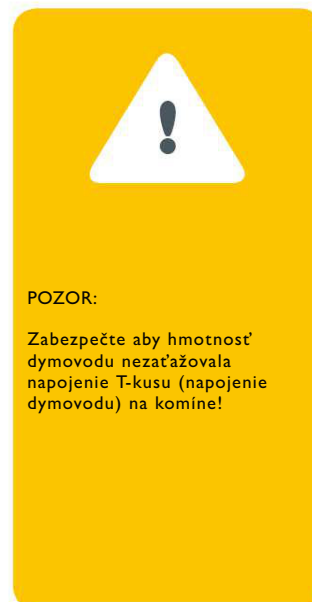 POZOR:
Zabezpečte aby hmotnosť
dymovodu nezaťažovala
napojenie T-kusu (napojenie
dymovodu) na komíne!